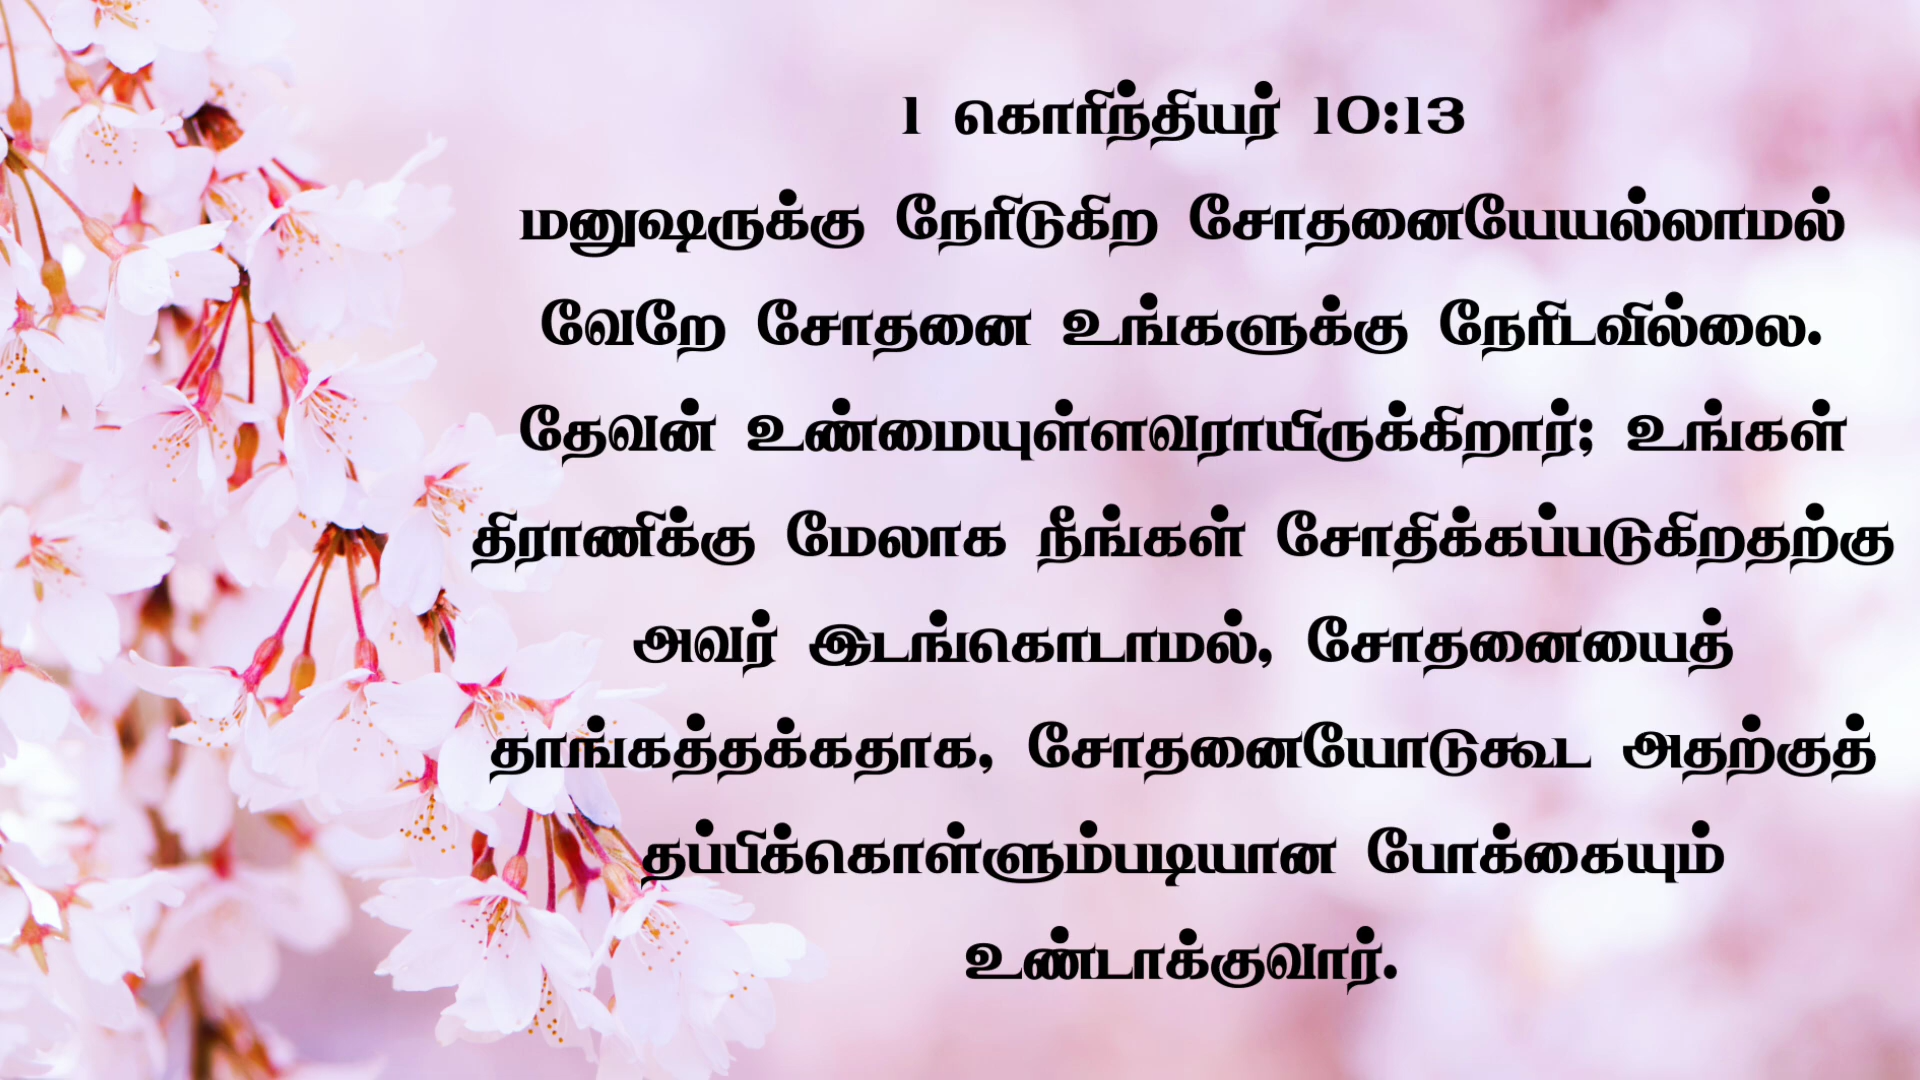 1 கொரிந்தியர் 10:13
மனுஷருக்கு நேரிடுகிற சோதனையேயல்லாமல்
வேறே சோதனை உங்களுக்கு நேரிடவில்லை.
தேவன் உண்மையுள்ளவராயிருக்கிறார்; உங்கள்
திராணிக்கு மேலாக நீங்கள் சோதிக்கப்படுகிறதற்கு
அவர் இடங்கொடாமல், சோதனையைத்
தாங்கத்தக்கதாக, சோதனையோடுகூட அதற்குத்
தப்பிக்கொள்ளும்படியான போக்கையும்
உண்டாக்குவார்.